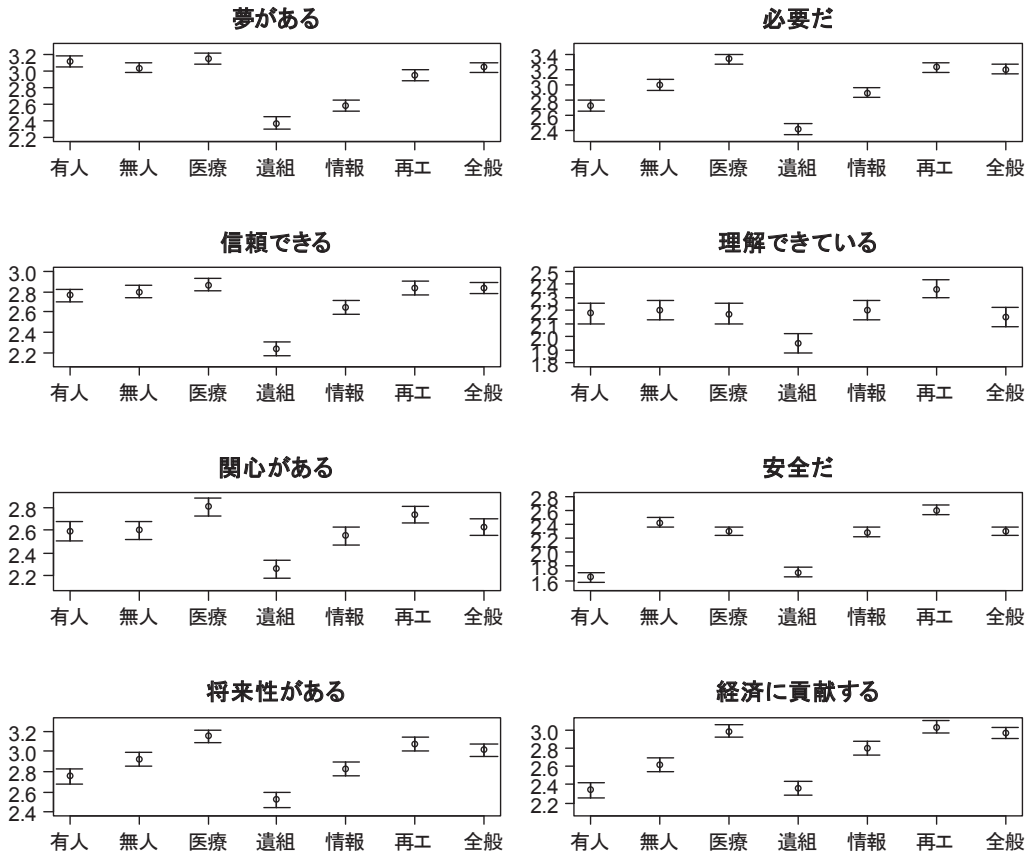 夢がある
3.2
3.0
2.8
2.6
2.4
2.2
有人 無人 医療 遺組 情報 再エ 全般
必要だ
3.4
3.2
3.0
2.8
2.6
2.4
有人 無人 医療 遺組 情報 再エ 全般
信頼できる
3.0
2.8
2.6
2.4
2.2
有人 無人 医療 遺組 情報 再エ 全般
理解できている
2.5
2.4
2.3
2.2
2.1
2.0
1.9
1.8
有人 無人 医療 遺組 情報 再エ 全般
関心がある
2.8
2.6
2.4
2.2
有人 無人 医療 遺組 情報 再エ 全般
安全だ
2.8
2.6
2.4
2.2
2.0
1.8
1.6
有人 無人 医療 遺組 情報 再エ 全般
将来性がある
3.2
3.0
2.8
2.6
2.4
有人 無人 医療 遺組 情報 再エ 全般
経済に貢献する
3.0
2.8
2.6
2.4
2.2
有人 無人 医療 遺組 情報 再エ 全般